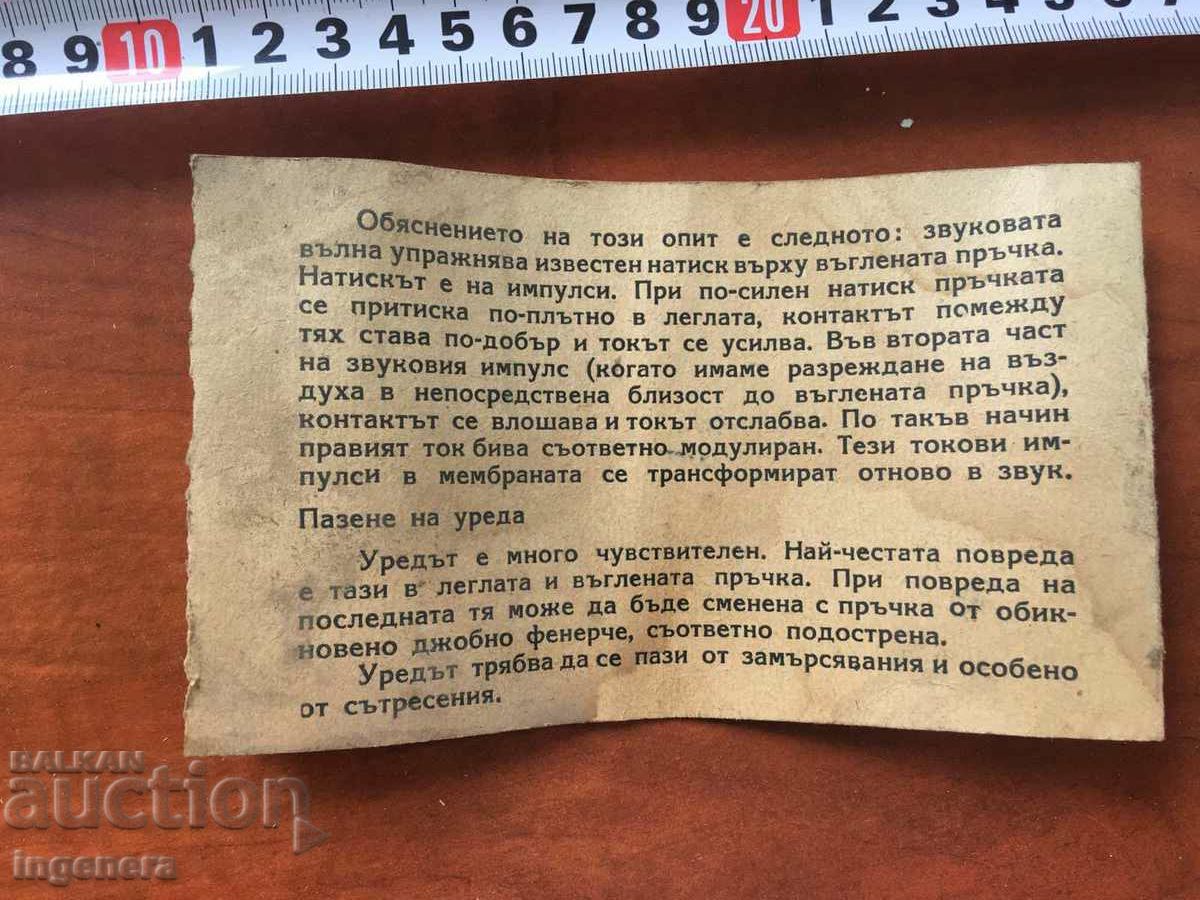 8 9 10 1 2 3 4 5 6 7 8 9 20 1 2 3 4 5 6 7
Обяснението на този опит е следното: звуковата
вълна упражнява известен натиск върху въглената пръчка.
Натискът е на импулси. При по-силен натиск пръчката
се притиска по-плътно в леглата, контактът помежду
тях става по-добър и токът се усилва. Във втората част
на звуковия импулс (когато имаме разреждане на въз-
духа в непосредствена близост до въглената пръчка),
контактът се влошава и токът отслабва. По такъв начин
правият ток бива съответно модулиран. Тези токови им-
пулси в мембраната се трансформират отново в звук.
Пазене на уреда
Уредът е много чувствителен. Най-честата повреда
е тази в леглата и въглената пръчка. При повреда на
последната тя може да бъде сменена с пръчка от обик-
новено джобно фенерче, съответно подострена.
Уредът трябва да се пази от замърсявания и особено
от сътресения.
BALKAN
auction
ingenera